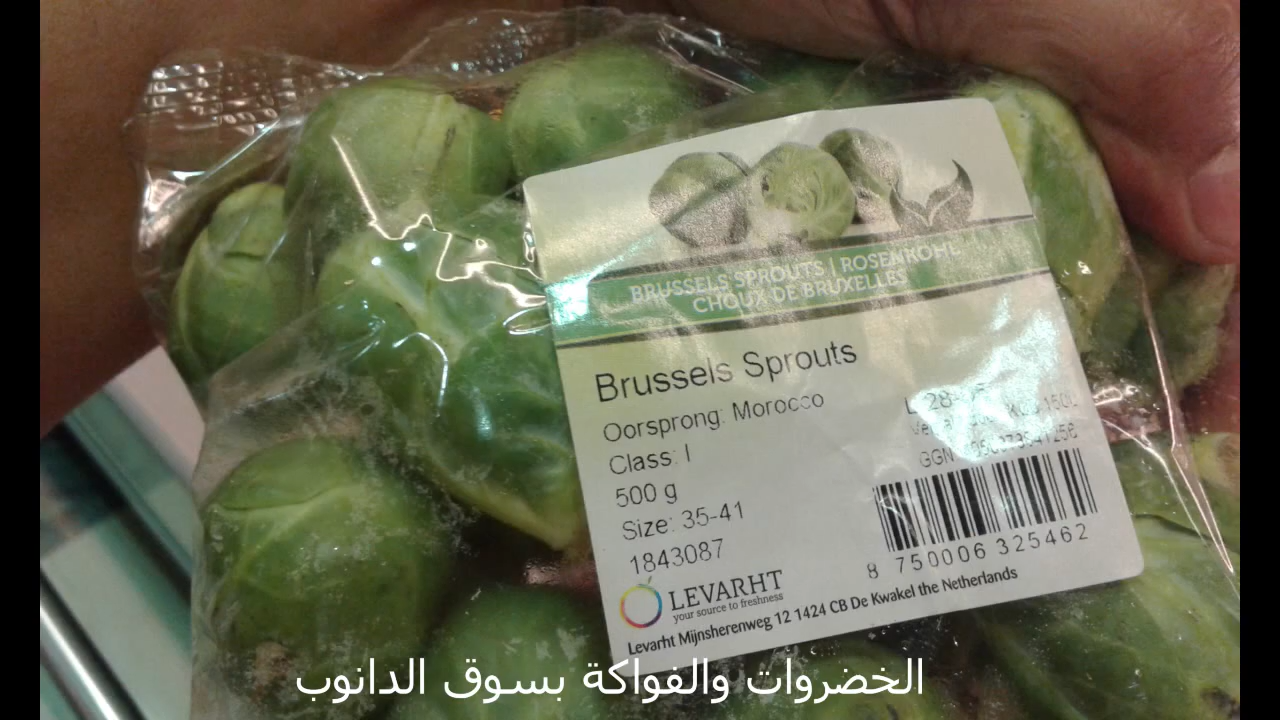 BRUSSELS SPROUTS | ROSENKOHL
CHOUX DE BRUXELLES
Brussels Sprouts
Oorsprong: Morocco
Class: I
500 g
Size: 35-41
1843087
GGN
8 750006 325462
LEVARHT
your source to freshness
Levarht Mijnsherenweg 12 1424 CB De Kwakel the Netherlands
الخضروات والفواكة بسوق الدانوب